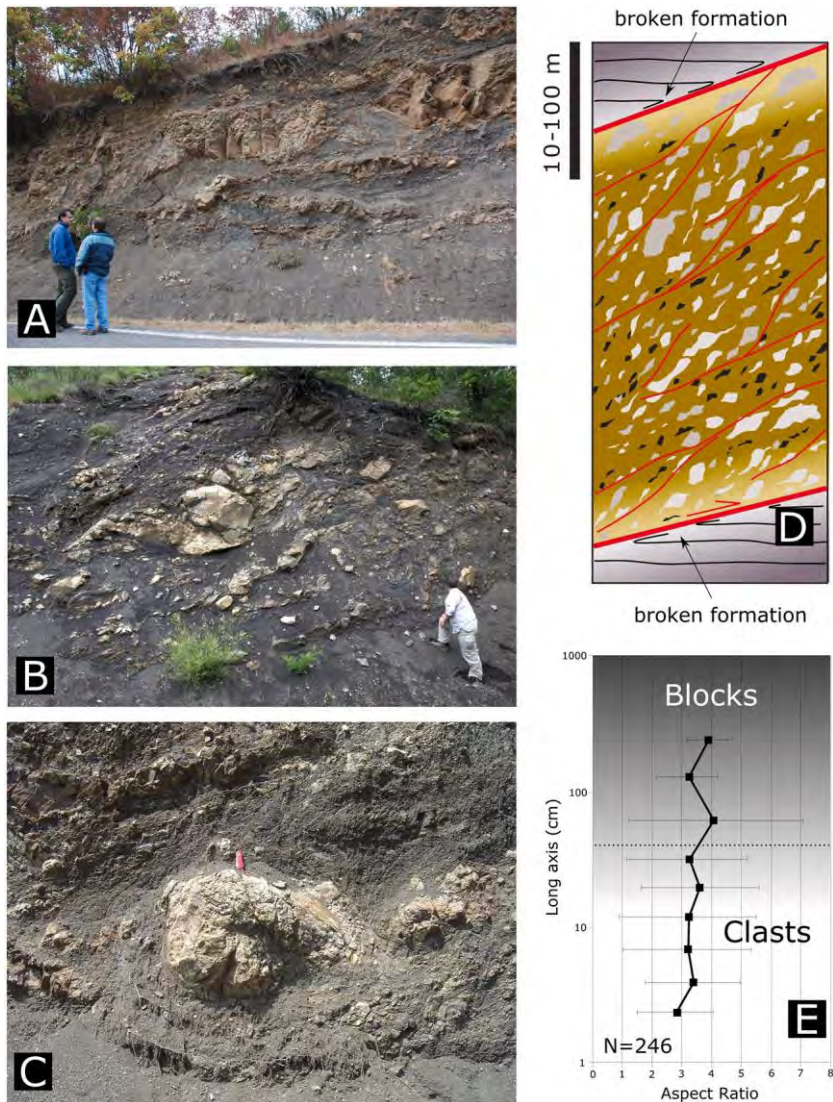 A
B
C
broken formation
10-100 m
D
broken formation
1000
Blocks
100
Long axis (cm)
10
Clasts
E
N=246
1
0 1 2 3 4 5 6 7 8
Aspect Ratio